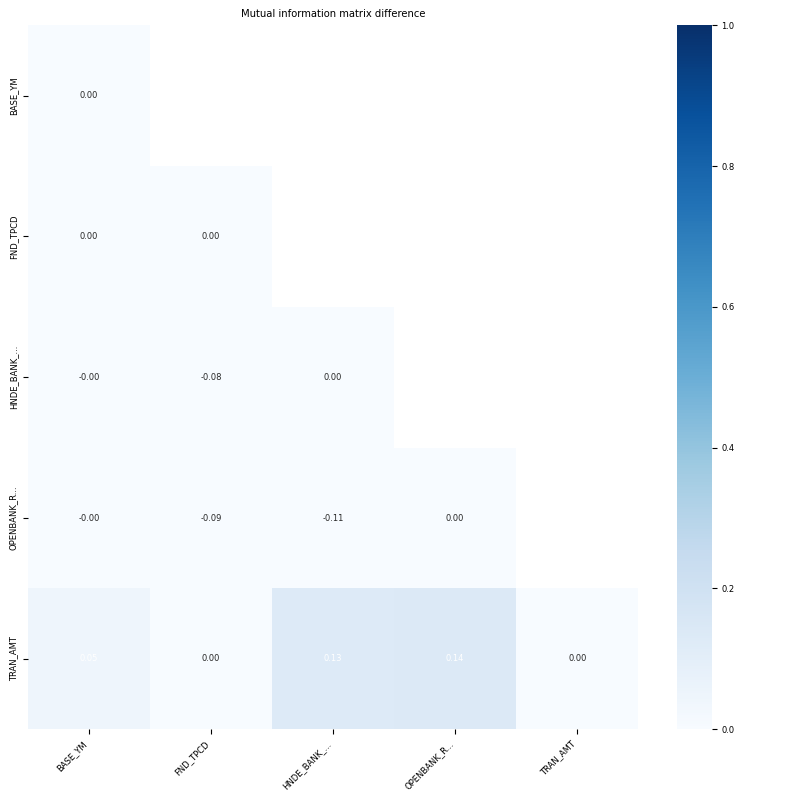 Mutual information matrix difference
BASE_YM
0.00
FND_TPCD
0.00 0.00
HNDE_BANK_...
-0.00 -0.08 0.00
OPENBANK_R...
-0.00 -0.09 -0.11 0.00
TRAN_AMT
0.05 0.00 0.13 0.14 0.00
BASE_YM FND_TPCD HNDE_BANK_... OPENBANK_R... TRAN_AMT
1.0
0.8
0.6
0.4
0.2
0.0